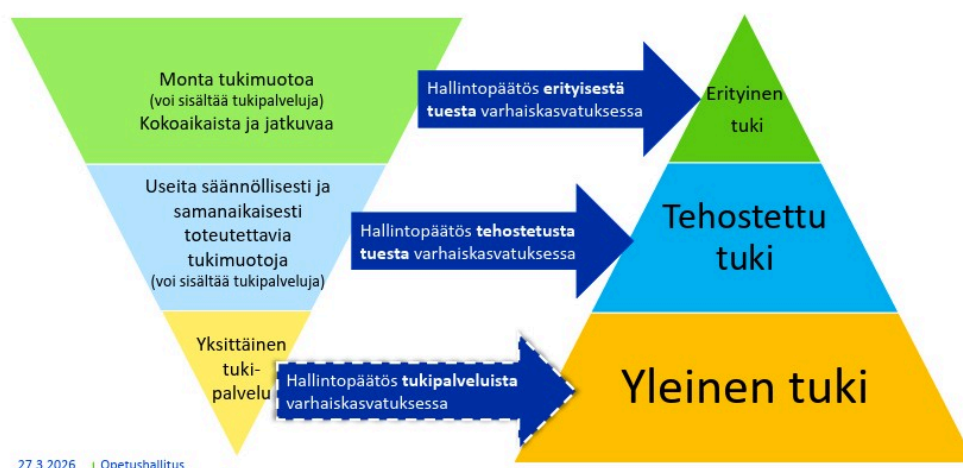 Monta tukimuotoa
(voi sisältää tukipalveluja)
Kokoaikaista ja jatkuvaa
Hallintopäätös erityisestä
tuesta varhaiskasvatuksessa
Erityinen
tuki
Useita säännöllisesti ja
samanaikaisesti
toteutettavia
tukimuotoja
(voi sisältää tukipalveluja)
Hallintopäätös tehostetusta
tuesta varhaiskasvatuksessa
Tehostettu
tuki
Yksittäinen
tuki-
palvelu
Hallintopäätös tukipalveluista
varhaiskasvatuksessa
Yleinen tuki
27.3.2026 | Opetushallitus